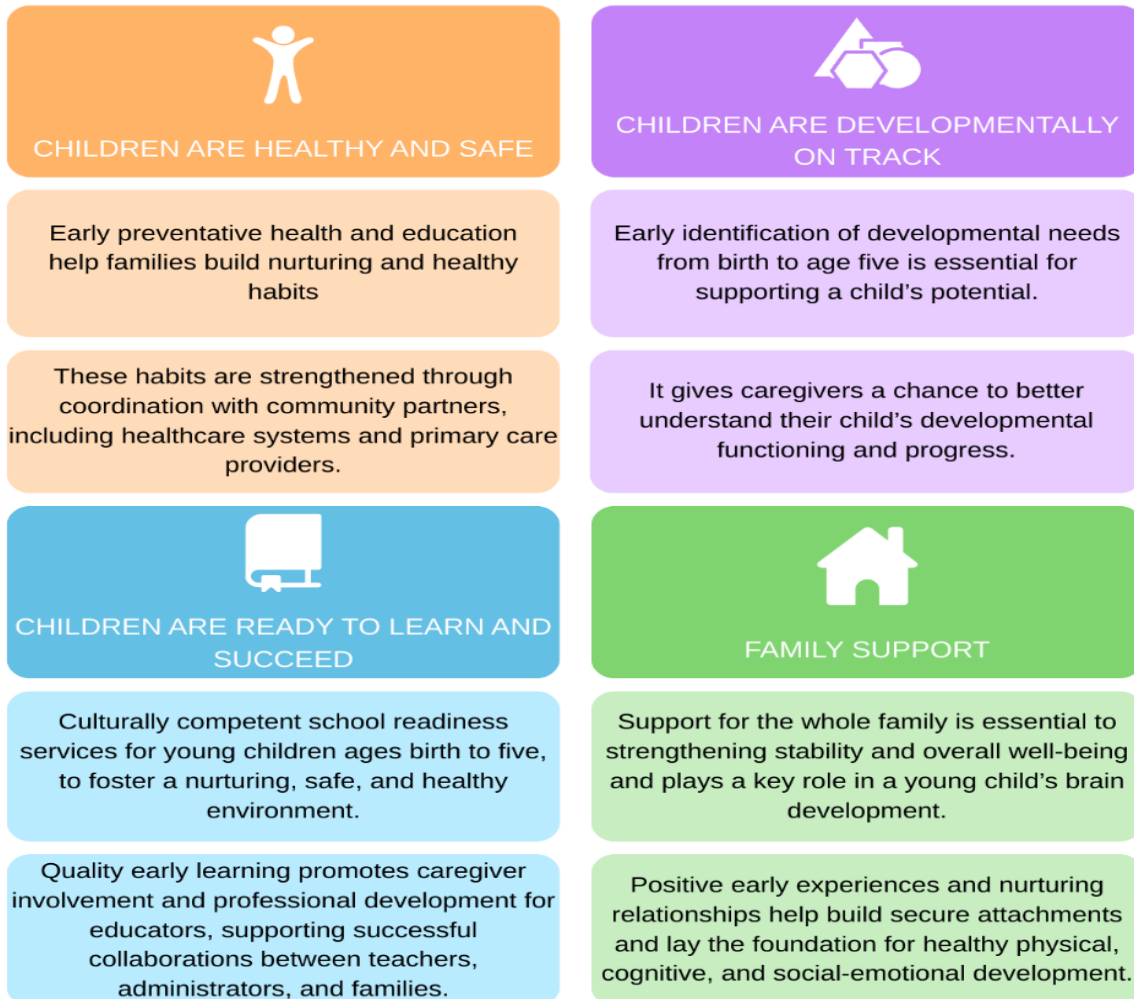 CHILDREN ARE HEALTHY AND SAFE
Early preventative health and education
help families build nurturing and healthy
habits
These habits are strengthened through
coordination with community partners,
including healthcare systems and primary care
providers.
CHILDREN ARE DEVELOPMENTALLY
ON TRACK
Early identification of developmental needs
from birth to age five is essential for
supporting a child's potential.
It gives caregivers a chance to better
understand their child's developmental
functioning and progress.
CHILDREN ARE READY TO LEARN AND
SUCCEED
Culturally competent school readiness
services for young children ages birth to five,
to foster a nurturing, safe, and healthy
environment.
Quality early learning promotes caregiver
involvement and professional development for
educators, supporting successful
collaborations between teachers,
administrators, and families.
FAMILY SUPPORT
Support for the whole family is essential to
strengthening stability and overall well-being
and plays a key role in a young child's brain
development.
Positive early experiences and nurturing
relationships help build secure attachments
and lay the foundation for healthy physical,
cognitive, and social-emotional development.